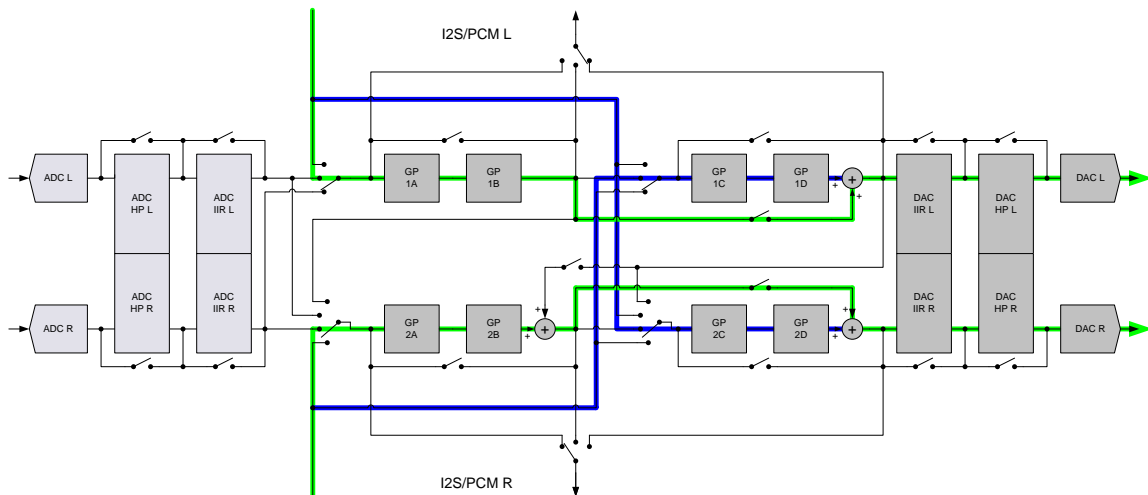 I2S/PCM L
ADC L
ADC
HP L
ADC
IIR L
GP
1A
GP
1B
GP
1C
GP
1D
+
+
+
DAC
IIR L
DAC
HP L
DAC L
ADC R
ADC
HP R
ADC
IIR R
GP
2A
GP
2B
+
+
+
GP
2C
GP
2D
+
+
+
DAC
IIR R
DAC
HP R
DAC R
I2S/PCM R